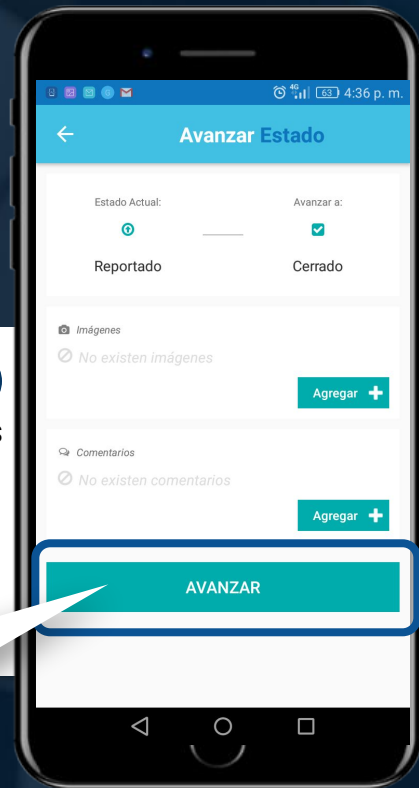 4G 63 4:36 p. m.
Avanzar Estado
Estado Actual: Avanzar a:
Reportado Cerrado
Imágenes
No existen imágenes
Agregar
Comentarios
No existen comentarios
Agregar
AVANZAR